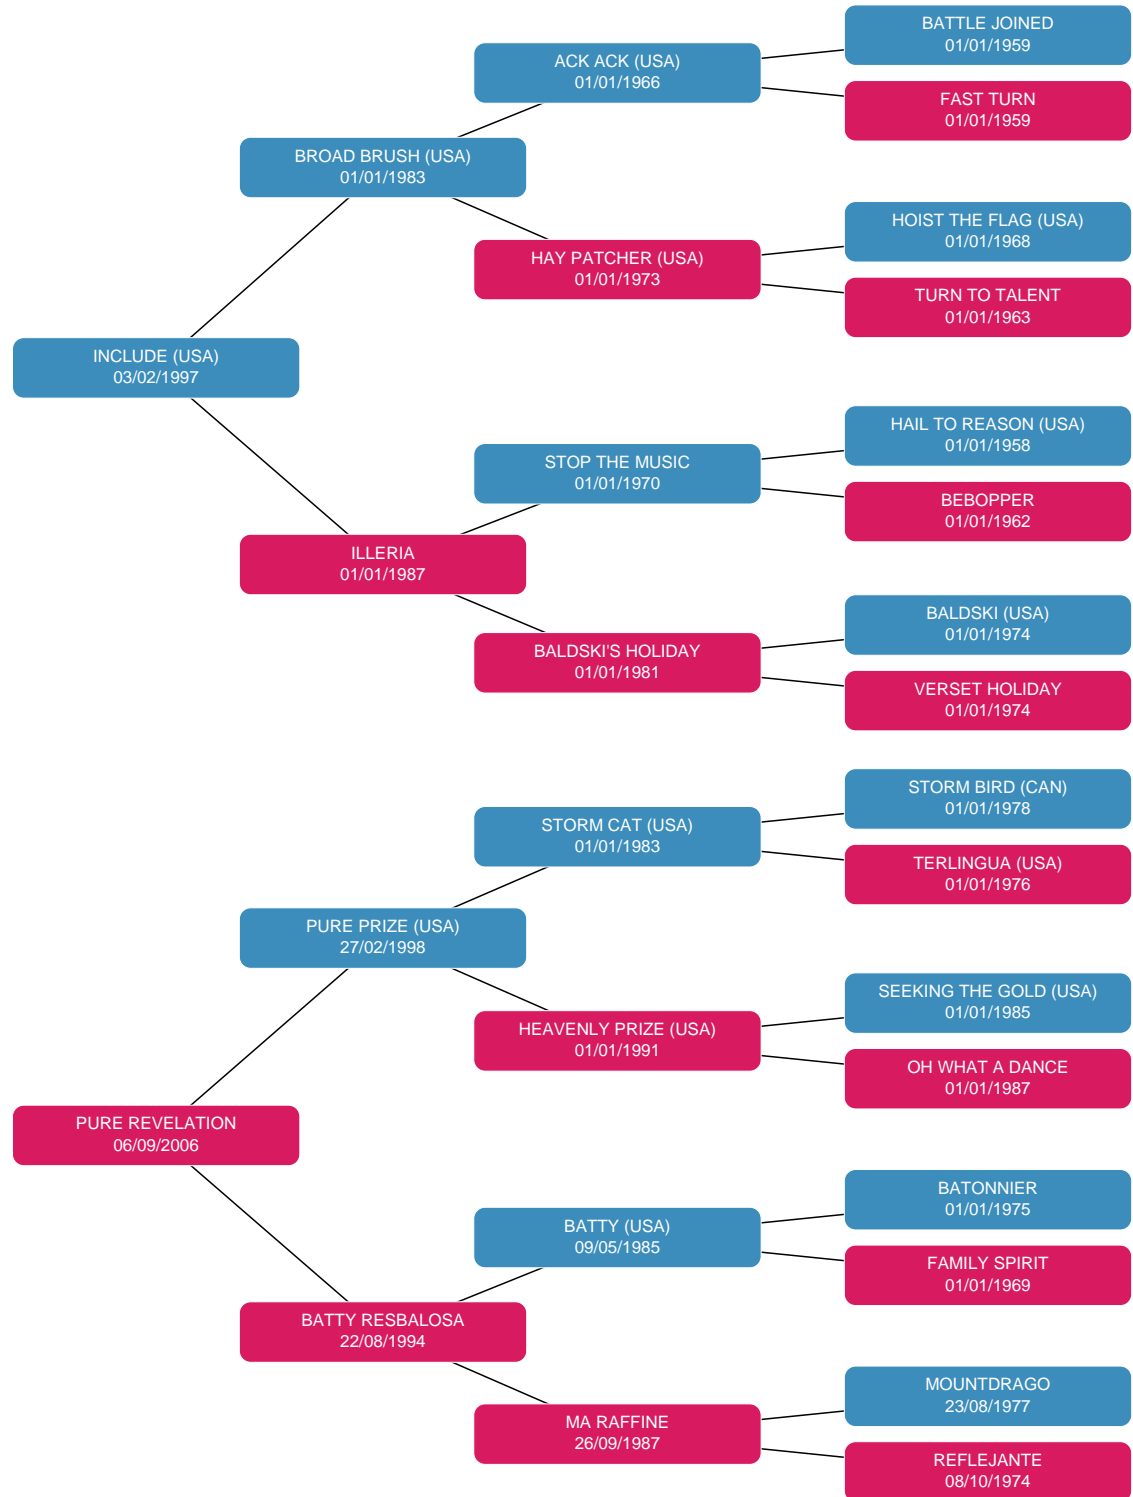 BATTLE JOINED
01/01/1959
ACK ACK (USA)
01/01/1966
FAST TURN
01/01/1959
BROAD BRUSH (USA)
01/01/1983
HOIST THE FLAG (USA)
01/01/1968
HAY PATCHER (USA)
01/01/1973
TURN TO TALENT
01/01/1963
INCLUDE (USA)
03/02/1997
HAIL TO REASON (USA)
01/01/1958
STOP THE MUSIC
01/01/1970
BEBOPPER
01/01/1962
ILLERIA
01/01/1987
BALDSKI (USA)
01/01/1974
BALDSKI'S HOLIDAY
01/01/1981
VERSET HOLIDAY
01/01/1974
STORM BIRD (CAN)
01/01/1978
STORM CAT (USA)
01/01/1983
TERLINGUA (USA)
01/01/1976
PURE PRIZE (USA)
27/02/1998
SEEKING THE GOLD (USA)
01/01/1985
HEAVENLY PRIZE (USA)
01/01/1991
OH WHAT A DANCE
01/01/1987
PURE REVELATION
06/09/2006
BATONNIER
01/01/1975
BATTY (USA)
09/05/1985
FAMILY SPIRIT
01/01/1969
BATTY RESBALOSA
22/08/1994
MOUNTDRAGO
23/08/1977
MA RAFFINE
26/09/1987
REFLEJANTE
08/10/1974